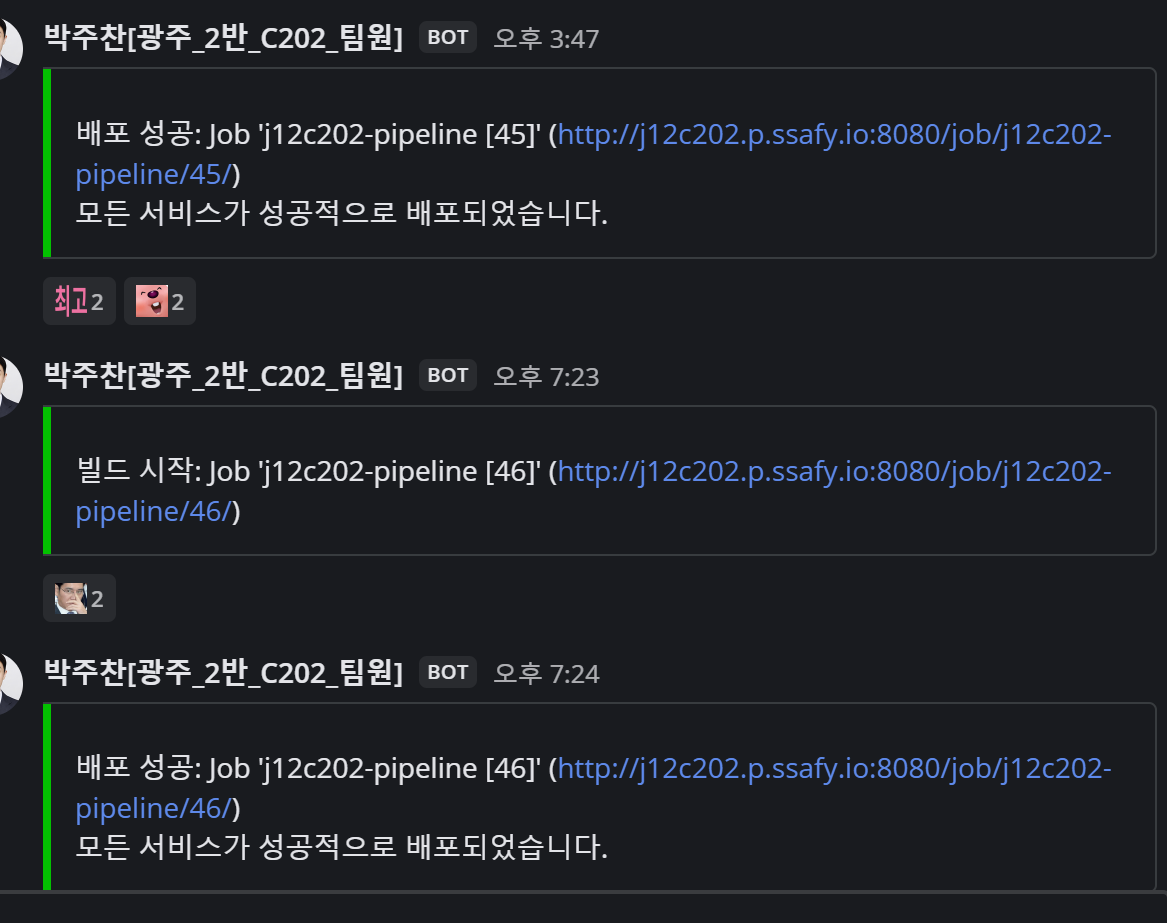 박주찬[광주_2반_C202_팀원] BOT 오후 3:47
배포 성공: Job 'j12c202-pipeline [45]' (http://j12c202.p.ssafy.io:8080/job/j12c202-
pipeline/45/)
모든 서비스가 성공적으로 배포되었습니다.
최고 2 2
박주찬[광주_2반_C202_팀원] BOT 오후 7:23
빌드 시작: Job 'j12c202-pipeline [46]' (http://j12c202.p.ssafy.io:8080/job/j12c202-
pipeline/46/)
2
박주찬[광주_2반_C202_팀원] BOT 오후 7:24
배포 성공: Job 'j12c202-pipeline [46]' (http://j12c202.p.ssafy.io:8080/job/j12c202-
pipeline/46/)
모든 서비스가 성공적으로 배포되었습니다.